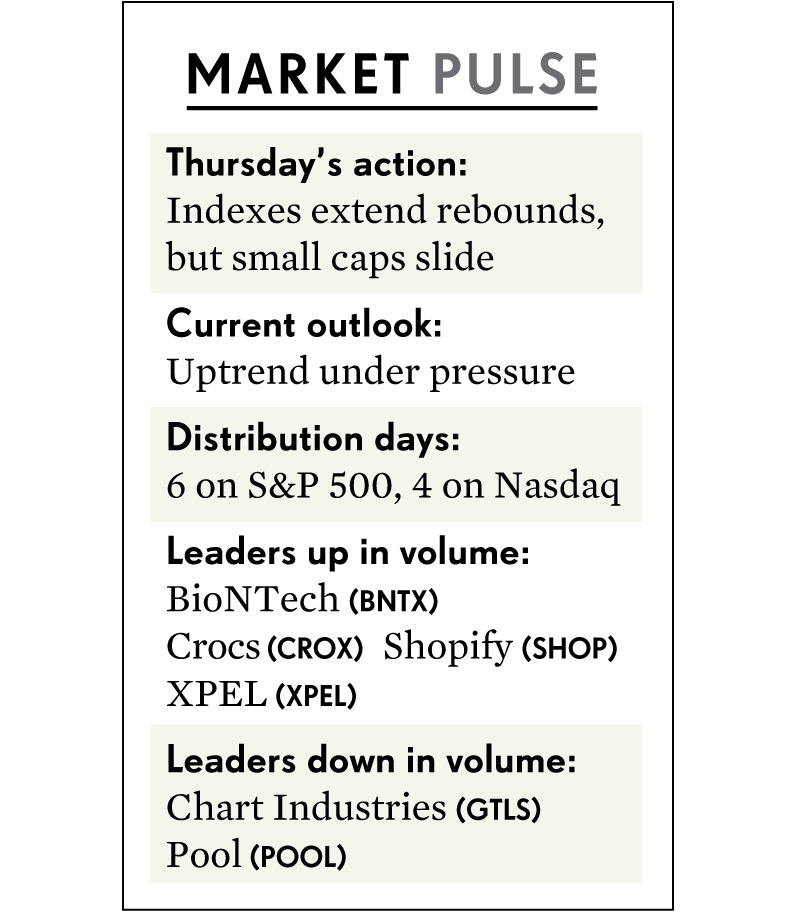 MARKET PULSE
Thursday’s action:
Indexes extend rebounds,
but small caps slide
Current outlook:
Uptrend under pressure
Distribution days:
6 on S&P 500, 4 on Nasdaq
Leaders up in volume:
BioNTech (BNTX)
Crocs (CROX) Shopify (SHOP)
XPEL (XPEL)
Leaders down in volume:
Chart Industries (GTLS)
Pool (POOL)